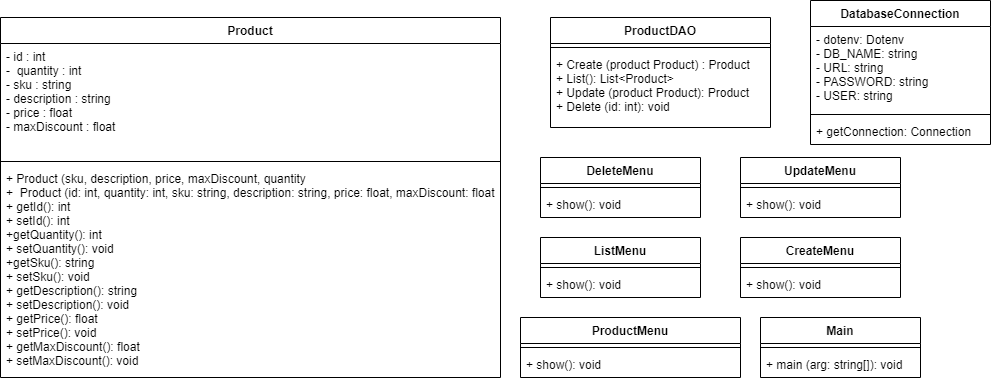 Product
- id : int
-  quantity : int
- sku : string
- description : string
- price : float
- maxDiscount : float
+ Product (sku, description, price, maxDiscount, quantity
+  Product (id: int, quantity: int, sku: string, description: string, price: float, maxDiscount: float
+ getId(): int
+ setId(): int
+getQuantity(): int
+ setQuantity(): void
+getSku(): string
+ setSku(): void
+ getDescription(): string
+ setDescription(): void
+ getPrice(): float
+ setPrice(): void
+ getMaxDiscount(): float
+ setMaxDiscount(): void
ProductDAO
+ Create (product Product) : Product
+ List(): List<Product>
+ Update (product Product): Product
+ Delete (id: int): void
DatabaseConnection
- dotenv: Dotenv
- DB_NAME: string
- URL: string
- PASSWORD: string
- USER: string
+ getConnection: Connection
DeleteMenu
+ show(): void
UpdateMenu
+ show(): void
ListMenu
+ show(): void
CreateMenu
+ show(): void
ProductMenu
+ show(): void
Main
+ main (arg: string[]): void